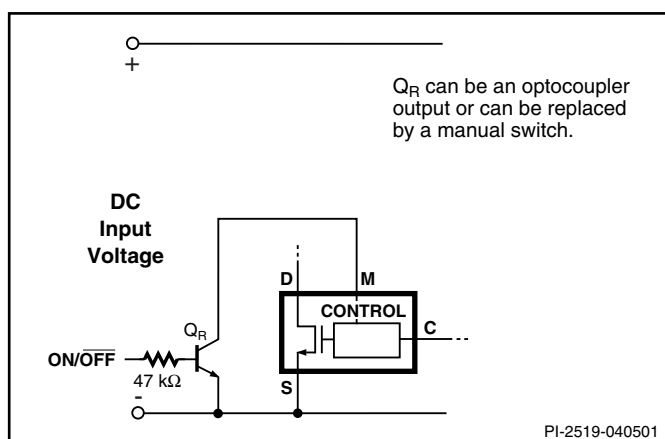 +
QR can be an optocoupler
output or can be replaced
by a manual switch.
DC
Input
Voltage
D
M
CONTROL
C
QR
ON/OFF
47 kΩ
S
-
PI-2519-040501